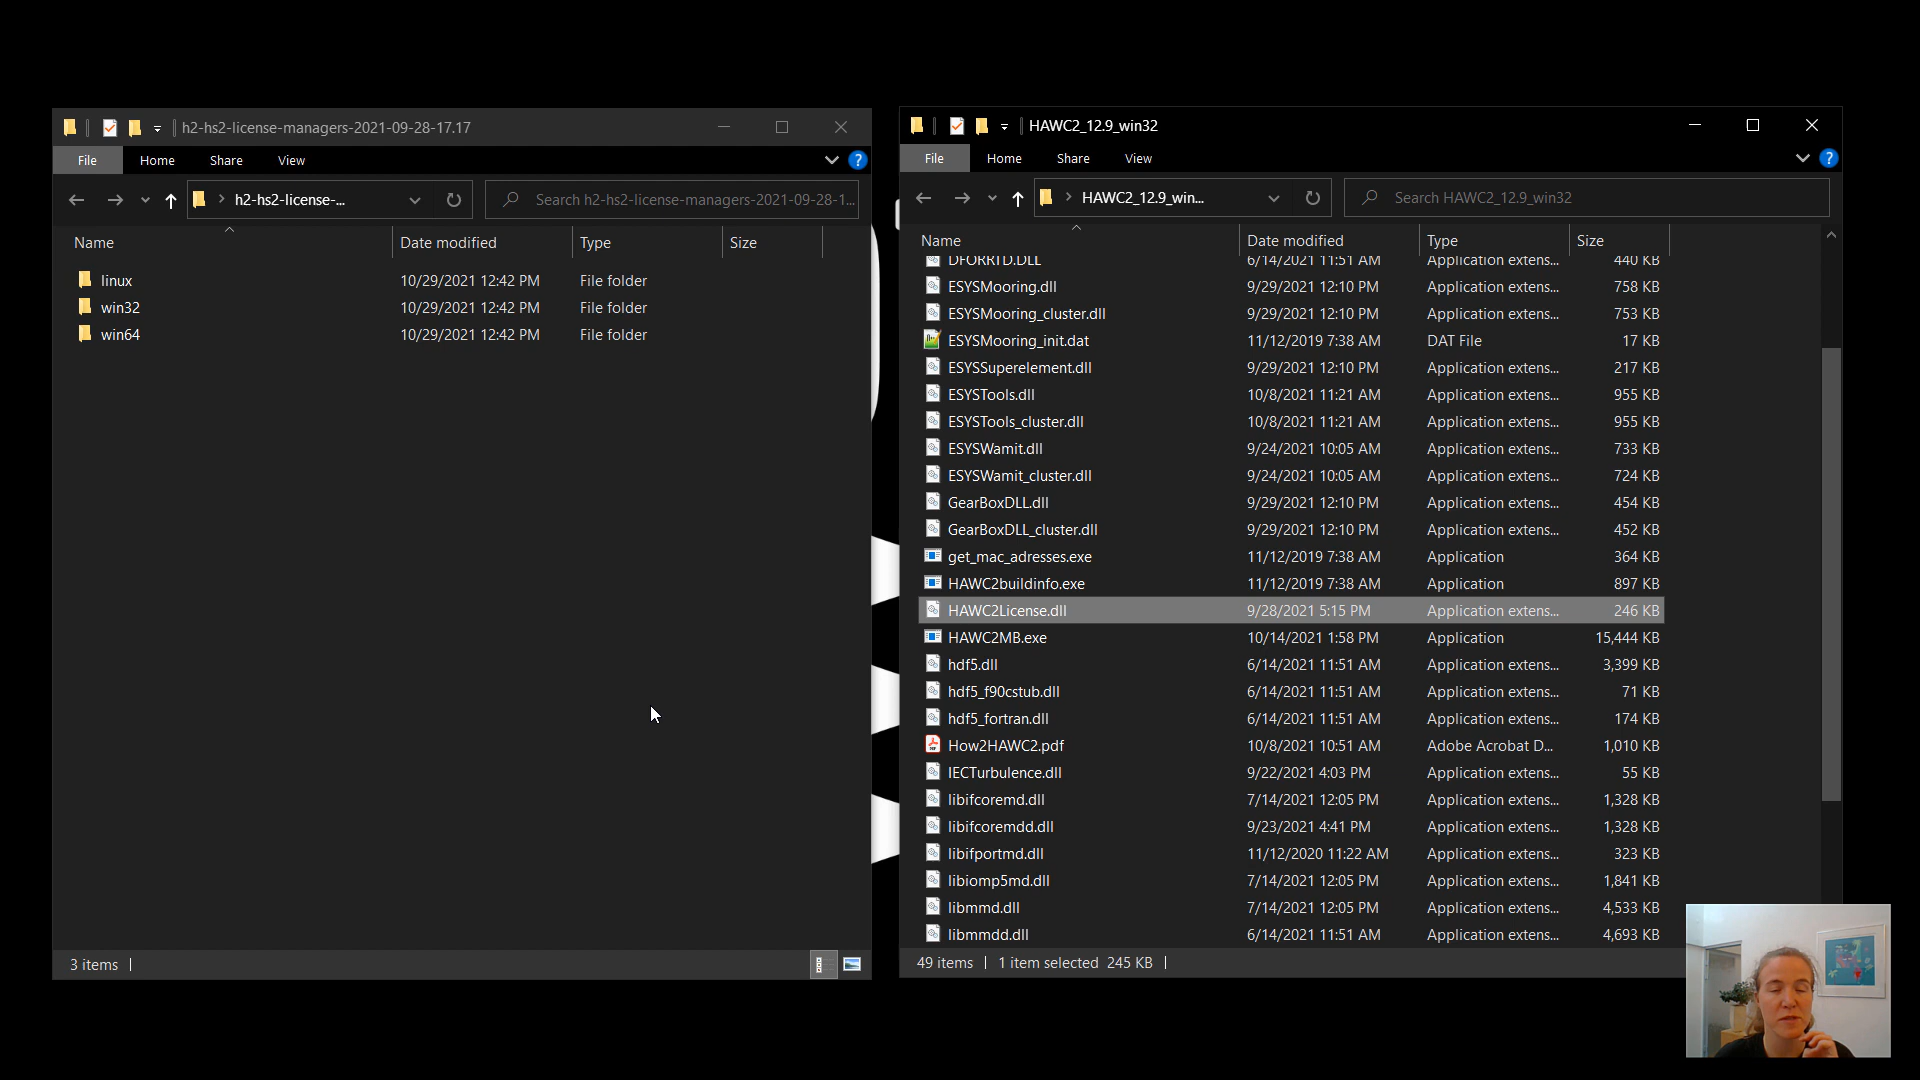 h2-hs2-license-managers-2021-09-28-17.17
File Home Share View
h2-hs2-license-... Search h2-hs2-license-managers-2021-09-28-1...
Name Date modified Type Size
linux 10/29/2021 12:42 PM File folder
win32 10/29/2021 12:42 PM File folder
win64 10/29/2021 12:42 PM File folder
3 items
HAWC2_12.9_win32
File Home Share View
HAWC2_12.9_win... Search HAWC2_12.9_win32
Name Date modified Type Size
DFORRTD.DLL 6/14/2021 11:51 AM Application extens... 440 KB
ESYSMooring.dll 9/29/2021 12:10 PM Application extens... 758 KB
ESYSMooring_cluster.dll 9/29/2021 12:10 PM Application extens... 753 KB
ESYSMooring_init.dat 11/12/2019 7:38 AM DAT File 17 KB
ESYSSuperelement.dll 9/29/2021 12:10 PM Application extens... 217 KB
ESYSTools.dll 10/8/2021 11:21 AM Application extens... 955 KB
ESYSTools_cluster.dll 10/8/2021 11:21 AM Application extens... 955 KB
ESYSWamit.dll 9/24/2021 10:05 AM Application extens... 733 KB
ESYSWamit_cluster.dll 9/24/2021 10:05 AM Application extens... 724 KB
GearBoxDLL.dll 9/29/2021 12:10 PM Application extens... 454 KB
GearBoxDLL_cluster.dll 9/29/2021 12:10 PM Application extens... 452 KB
get_mac_adresses.exe 11/12/2019 7:38 AM Application 364 KB
HAWC2buildinfo.exe 11/12/2019 7:38 AM Application 897 KB
HAWC2License.dll 9/28/2021 5:15 PM Application extens... 246 KB
HAWC2MB.exe 10/14/2021 1:58 PM Application 15,444 KB
hdf5.dll 6/14/2021 11:51 AM Application extens... 3,399 KB
hdf5_f90cstub.dll 6/14/2021 11:51 AM Application extens... 71 KB
hdf5_fortran.dll 6/14/2021 11:51 AM Application extens... 174 KB
How2HAWC2.pdf 10/8/2021 10:51 AM Adobe Acrobat D... 1,010 KB
IECTurbulence.dll 9/22/2021 4:03 PM Application extens... 55 KB
libifcoremd.dll 7/14/2021 12:05 PM Application extens... 1,328 KB
libifcoremdd.dll 9/23/2021 4:41 PM Application extens... 1,328 KB
libifportmd.dll 11/12/2020 11:22 AM Application extens... 323 KB
libiomp5md.dll 7/14/2021 12:05 PM Application extens... 1,841 KB
libmmd.dll 7/14/2021 12:05 PM Application extens... 4,533 KB
libmmdd.dll 6/14/2021 11:51 AM Application extens... 4,693 KB
49 items 1 item selected 245 KB